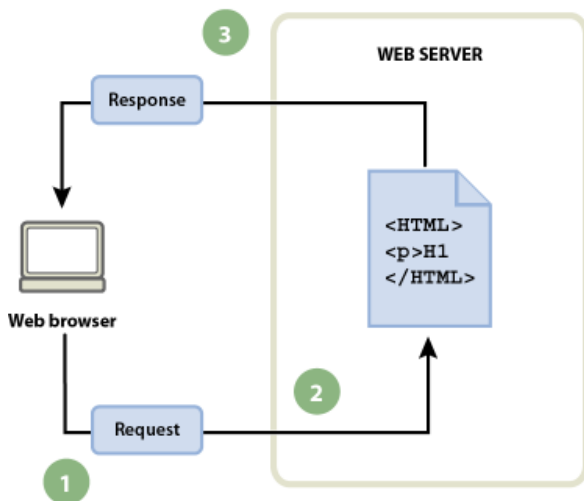 3
WEB SERVER
Response
<HTML>
<p>H1
</HTML>
Web browser
2
Request
1